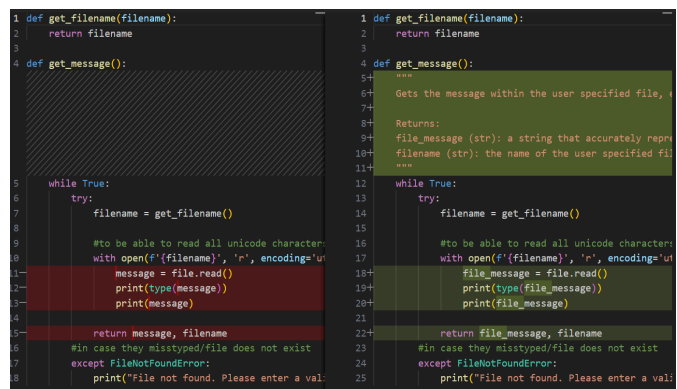 1 def get_filename(filename):
2 return filename
3
4 def get_message():
5 while True:
6 try:
7 filename = get_filename()
8
9 #to be able to read all unicode characters
10 with open(f'{filename}', 'r', encoding='ut
11− message = file.read()
12− print(type(message))
13− print(message)
14
15− return message, filename
16 #in case they misstyped/file does not exist
17 except FileNotFoundError:
18 print("File not found. Please enter a vali
1 def get_filename(filename):
2 return filename
3
4 def get_message():
5+ """
6+ Gets the message within the user specified file,
7+
8+ Returns:
9+ file_message (str): a string that accurately repre
10+ filename (str): the name of the user specified fil
11+ """
12 while True:
13 try:
14 filename = get_filename()
15
16 #to be able to read all unicode characters
17 with open(f'{filename}', 'r', encoding='ut
18+ file_message = file.read()
19+ print(type(file_message))
20+ print(file_message)
21
22+ return file_message, filename
23 #in case they misstyped/file does not exist
24 except FileNotFoundError:
25 print("File not found. Please enter a vali